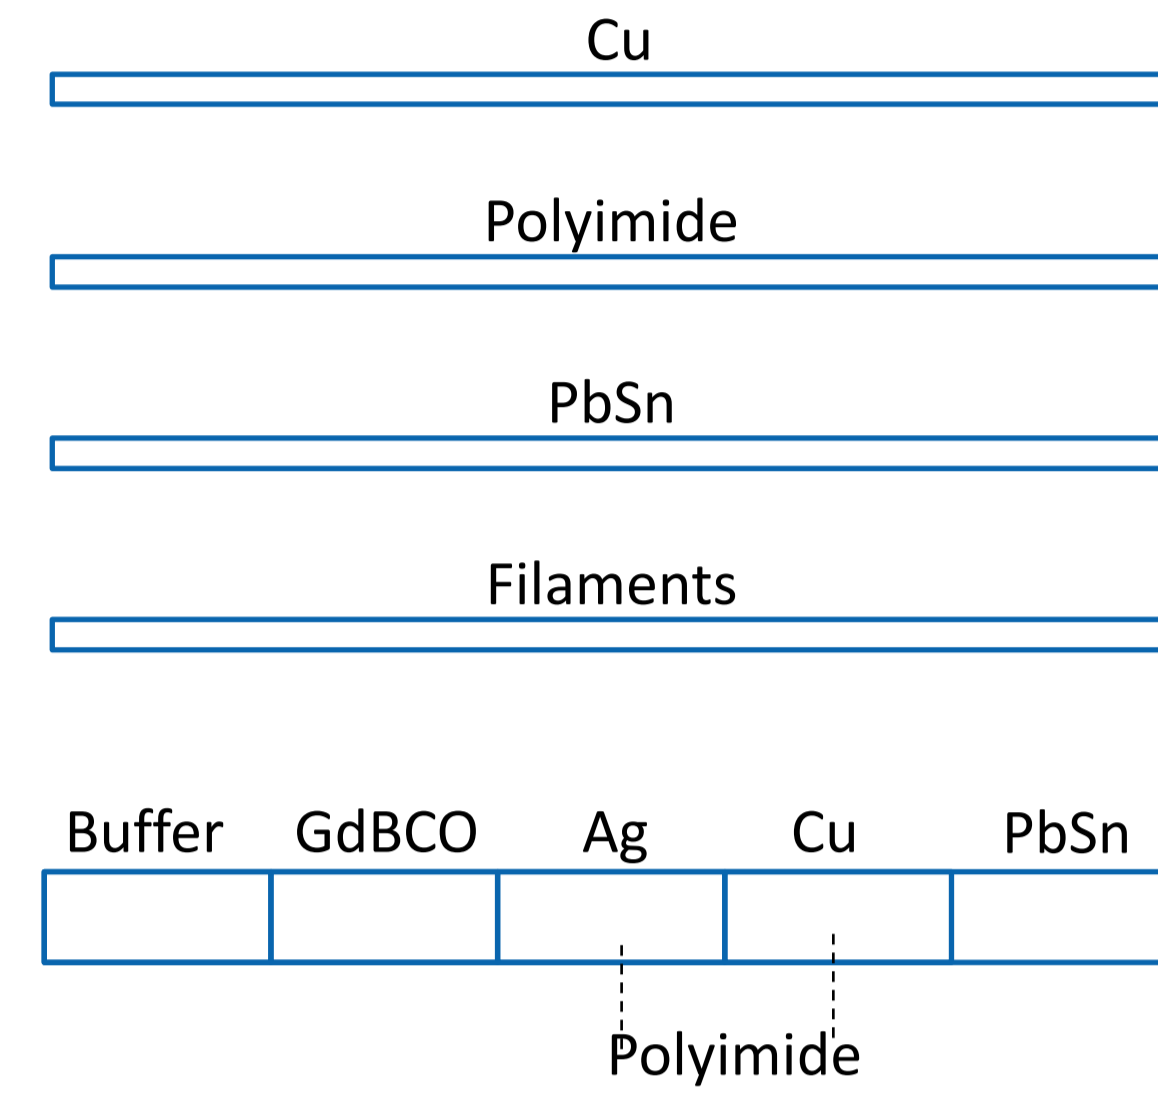 Cu
Polyimide
PbSn
Filaments
Buffer GdBCO Ag Cu PbSn
Polyimide